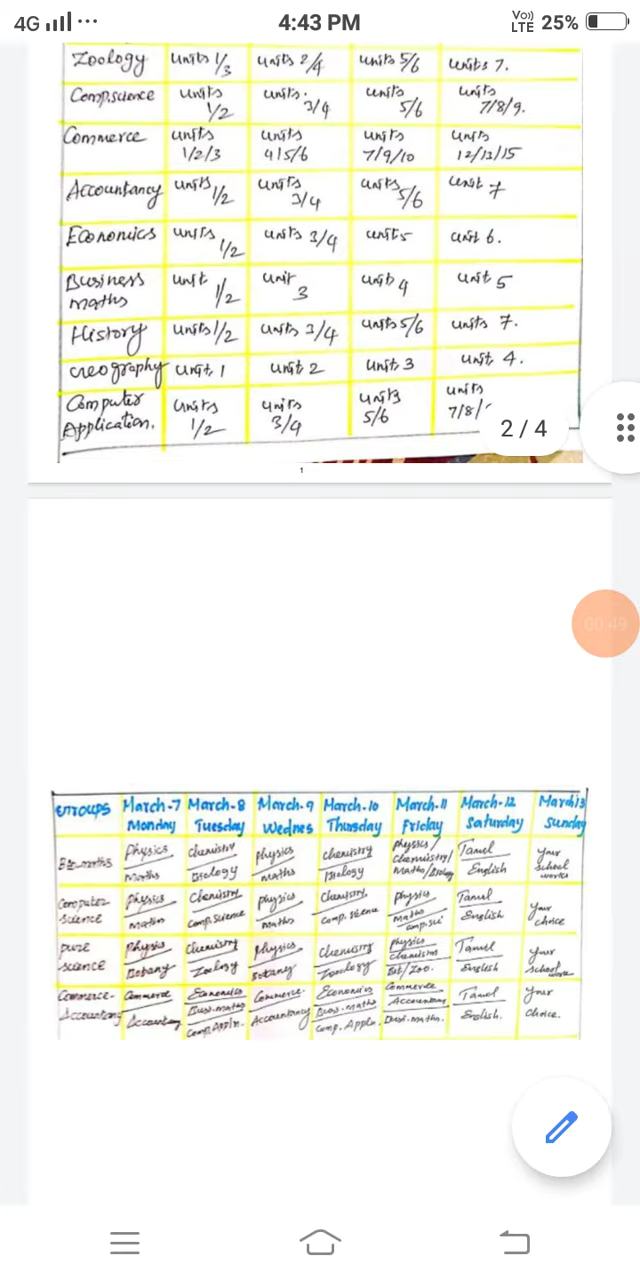 4G 4:43 PM Vo)) LTE 25%
Zoology units 1/3 units 2/4 units 5/6 units 7.
Comp.science units 1/2 units. 3/4 units 5/6 units 7/8/9.
Commerce units 1/2/3 units 4/5/6 units 7/9/10 units 12/13/15
Accountancy units 1/2 units 3/4 units 5/6 unit 7
Economics units 1/2 units 3/4 units unit 6.
Business maths unit 1/2 unit 3 unit 4 unit 5
History units 1/2 units 3/4 units 5/6 units 7.
Geography unit 1 unit 2 unit 3 unit 4.
Computer Application. units 1/2 units 3/4 units 5/6 units 7/8/
2 / 4
1
00:49
Groups March-7 March-8 March-9 March-10 March-11 March-12 March 13
Monday Tuesday Wednes Thursday Friday Saturday Sunday
maths Physics Maths Chemistry Biology physics maths chemistry Biology physics/ chemistry/ Maths/Biology Tamil English your school works
Computer science physics Maths Chemistry Comp.science physics Maths Chemistry Comp. science physics Maths comp.sci Tamil English your choice
pure science Physics Botany Chemistry Zoology Physics Botany Chemistry Zoology physics Chemistry Bot/Zoo. Tamil English your school work
Commerce- Accountancy Commerce Accountancy Economics Buss.maths Comp.Appln. Commerce. Accountancy Economics Buss.maths Comp. Appln. Commerce Accountancy Busi.maths. Tamil English. your choice.